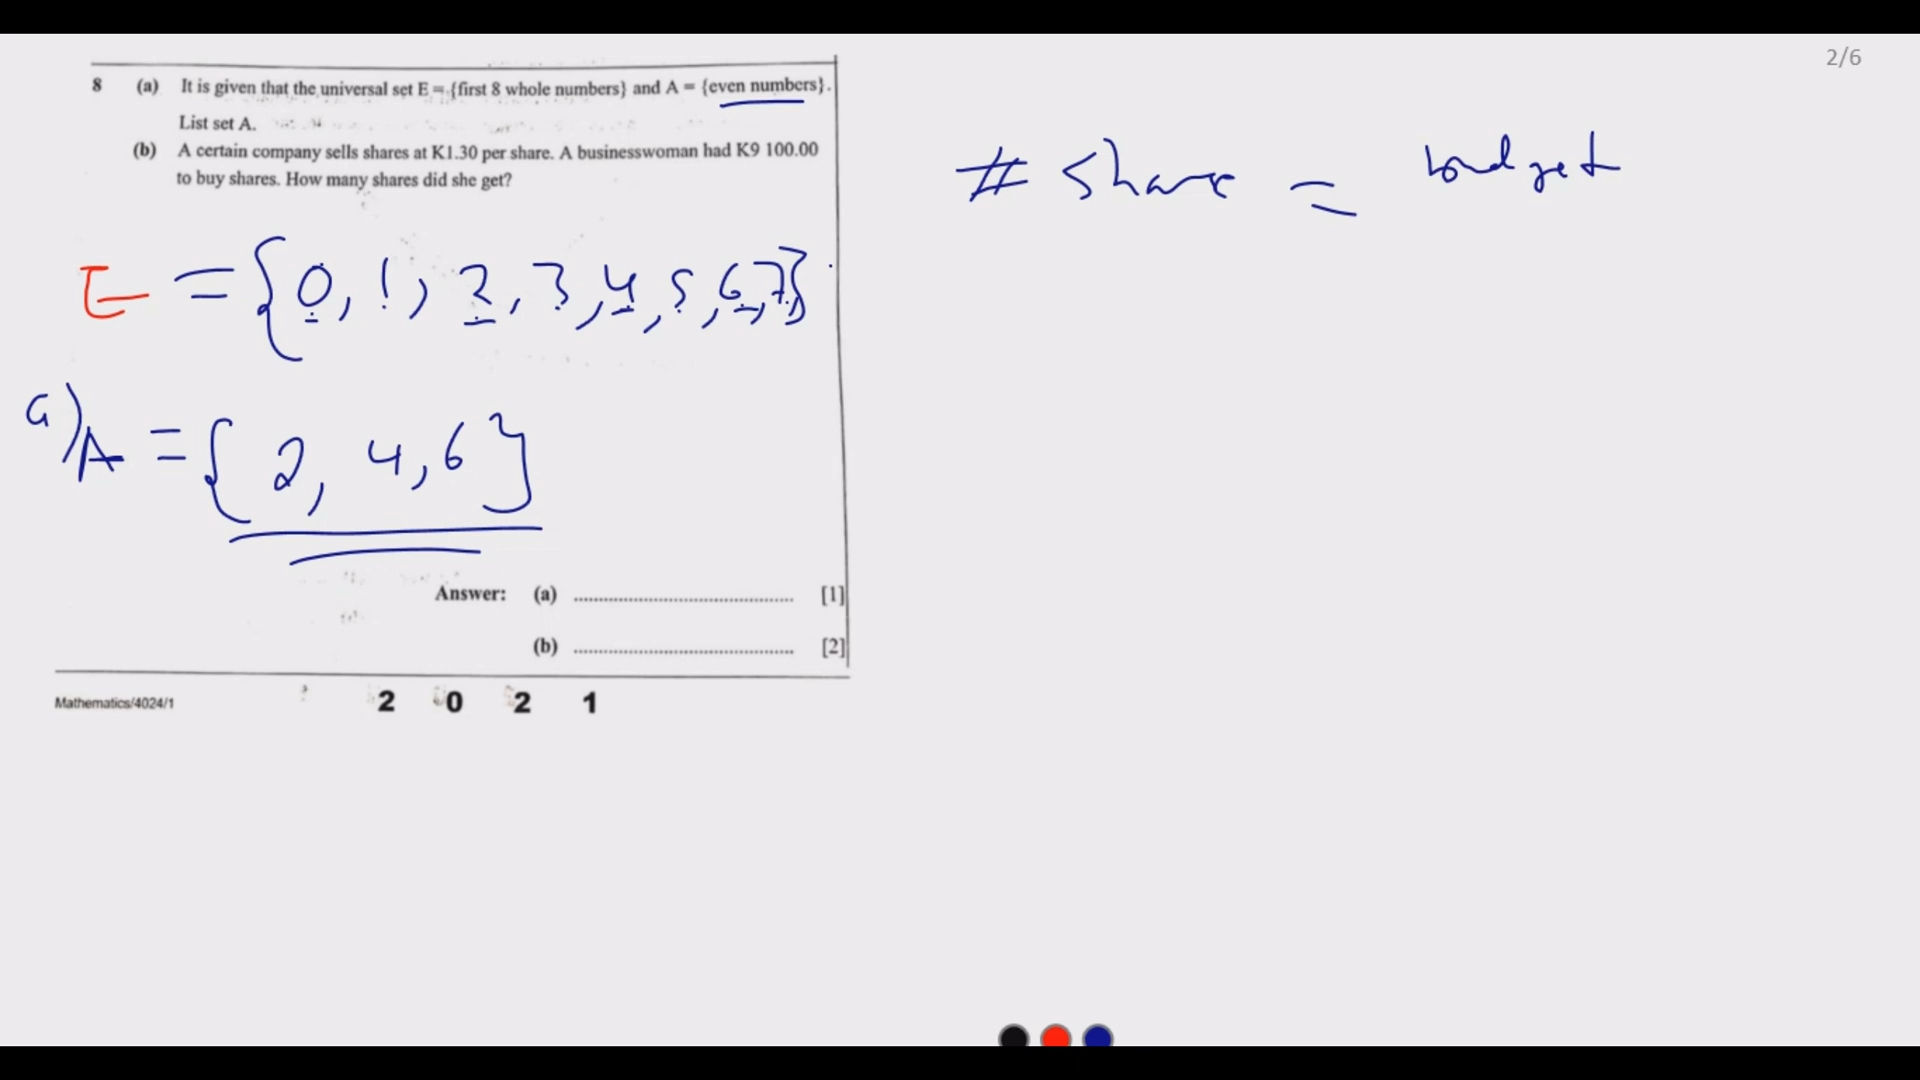 2/6
8 (a) It is given that the universal set E = {first 8 whole numbers} and A = {even numbers}.
List set A.
(b) A certain company sells shares at K1.30 per share. A businesswoman had K9 100.00
to buy shares. How many shares did she get?
E = {0, 1, 2, 3, 4, 5, 6, 7}
a) A = {2, 4, 6}
Answer: (a) ........................................ [1]
(b) ........................................ [2]
Mathematics/4024/1
2 0 2 1
# share = budget